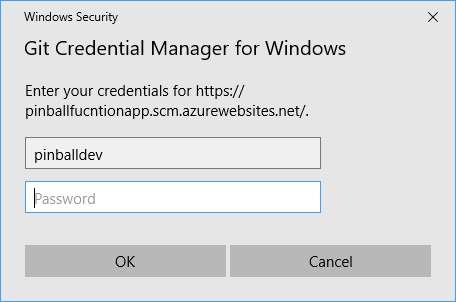 Windows Security
Git Credential Manager for Windows
Enter your credentials for https://
pinballfucntionapp.scm.azurewebsites.net/.
pinballdev
Password
OK
Cancel